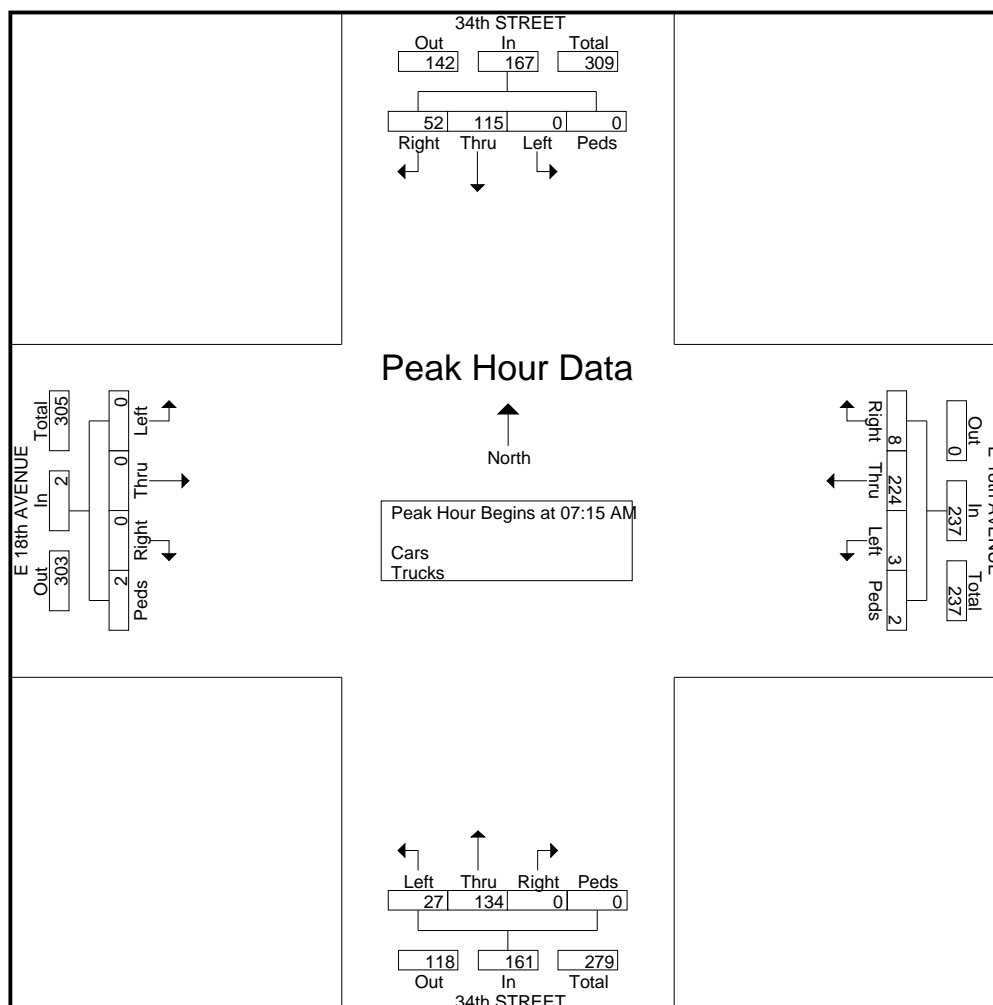 34th STREET
Out In Total
142 167 309
52 115 0 0
Right Thru Left Peds
Peak Hour Data
North
Peak Hour Begins at 07:15 AM
Cars
Trucks
E 18th AVENUE
Out In Total
303 2 305
0 0 0 2
Left Thru Right Peds
Right Thru Left Peds
8 224 3 2
Out In Total
0 237 237
AVENUE
Left Thru Right Peds
27 134 0 0
118 161 279
Out In Total
34th STREET